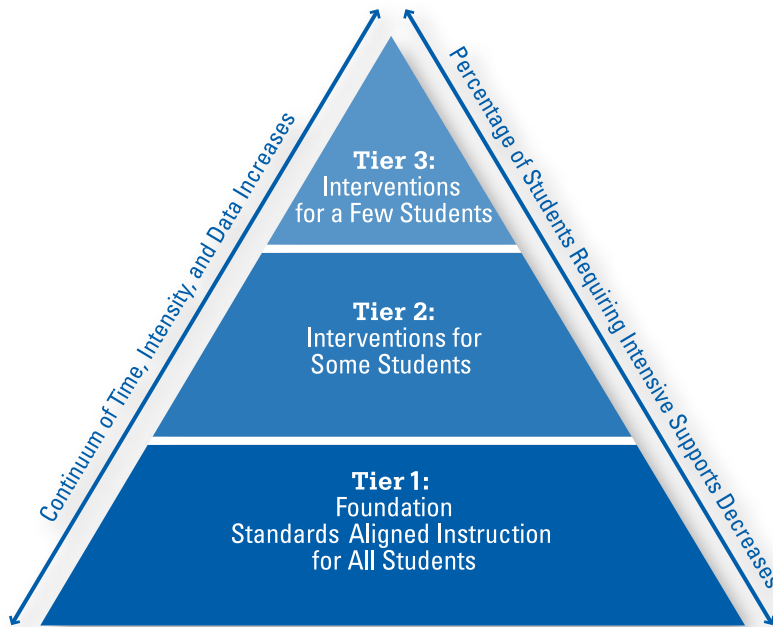 Continuum of Time, Intensity, and Data Increases
Percentage of Students Requiring Intensive Supports Decreases
Tier 3:
Interventions
for a Few Students
Tier 2:
Interventions for
Some Students
Tier 1:
Foundation
Standards Aligned Instruction
for All Students